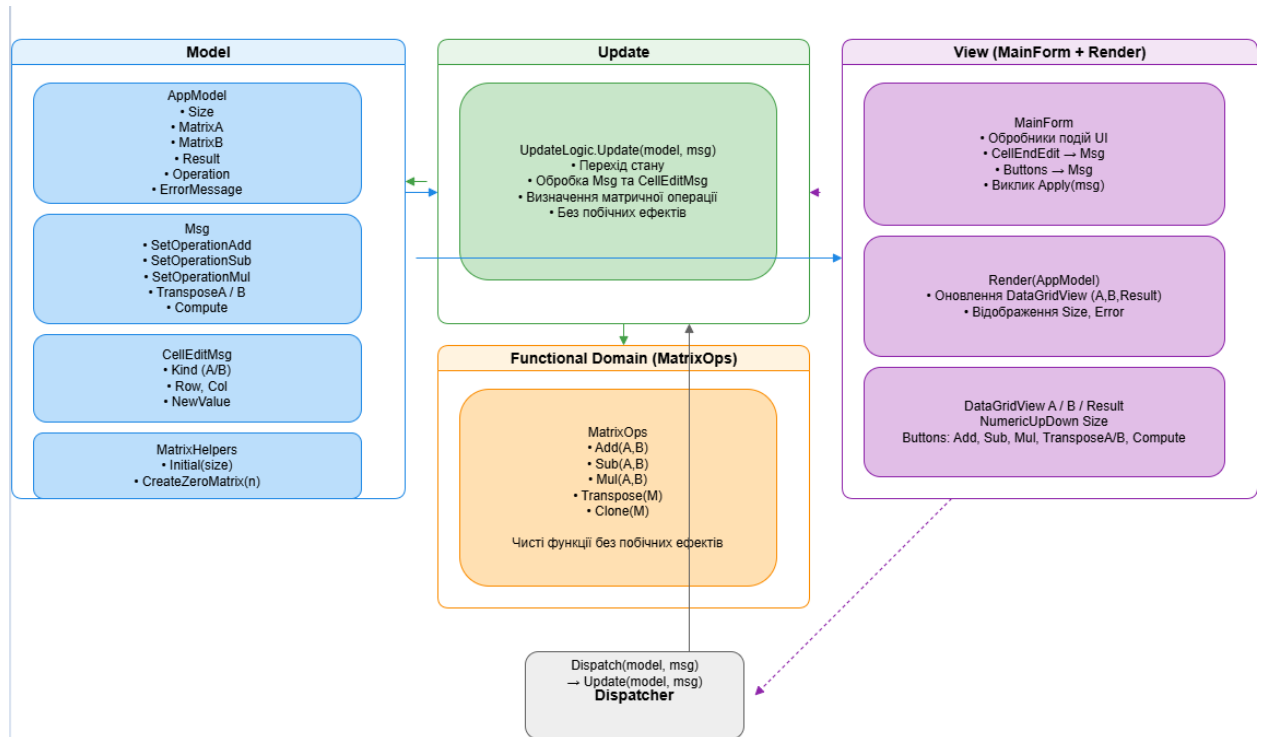 Model
AppModel
• Size
• MatrixA
• MatrixB
• Result
• Operation
• ErrorMessage
Msg
• SetOperationAdd
• SetOperationSub
• SetOperationMul
• TransposeA / B
• Compute
CellEditMsg
• Kind (A/B)
• Row, Col
• NewValue
MatrixHelpers
• Initial(size)
• CreateZeroMatrix(n)
Update
UpdateLogic.Update(model, msg)
• Перехід стану
• Обробка Msg та CellEditMsg
• Визначення матричної операції
• Без побічних ефектів
Functional Domain (MatrixOps)
MatrixOps
• Add(A,B)
• Sub(A,B)
• Mul(A,B)
• Transpose(M)
• Clone(M)
Чисті функції без побічних ефектів
View (MainForm + Render)
MainForm
• Обробники подій UI
• CellEndEdit → Msg
• Buttons → Msg
• Виклик Apply(msg)
Render(AppModel)
• Оновлення DataGridView (A,B,Result)
• Відображення Size, Error
DataGridView A / B / Result
NumericUpDown Size
Buttons: Add, Sub, Mul, TransposeA/B, Compute
Dispatch(model, msg)
→ Update(model, msg)
Dispatcher